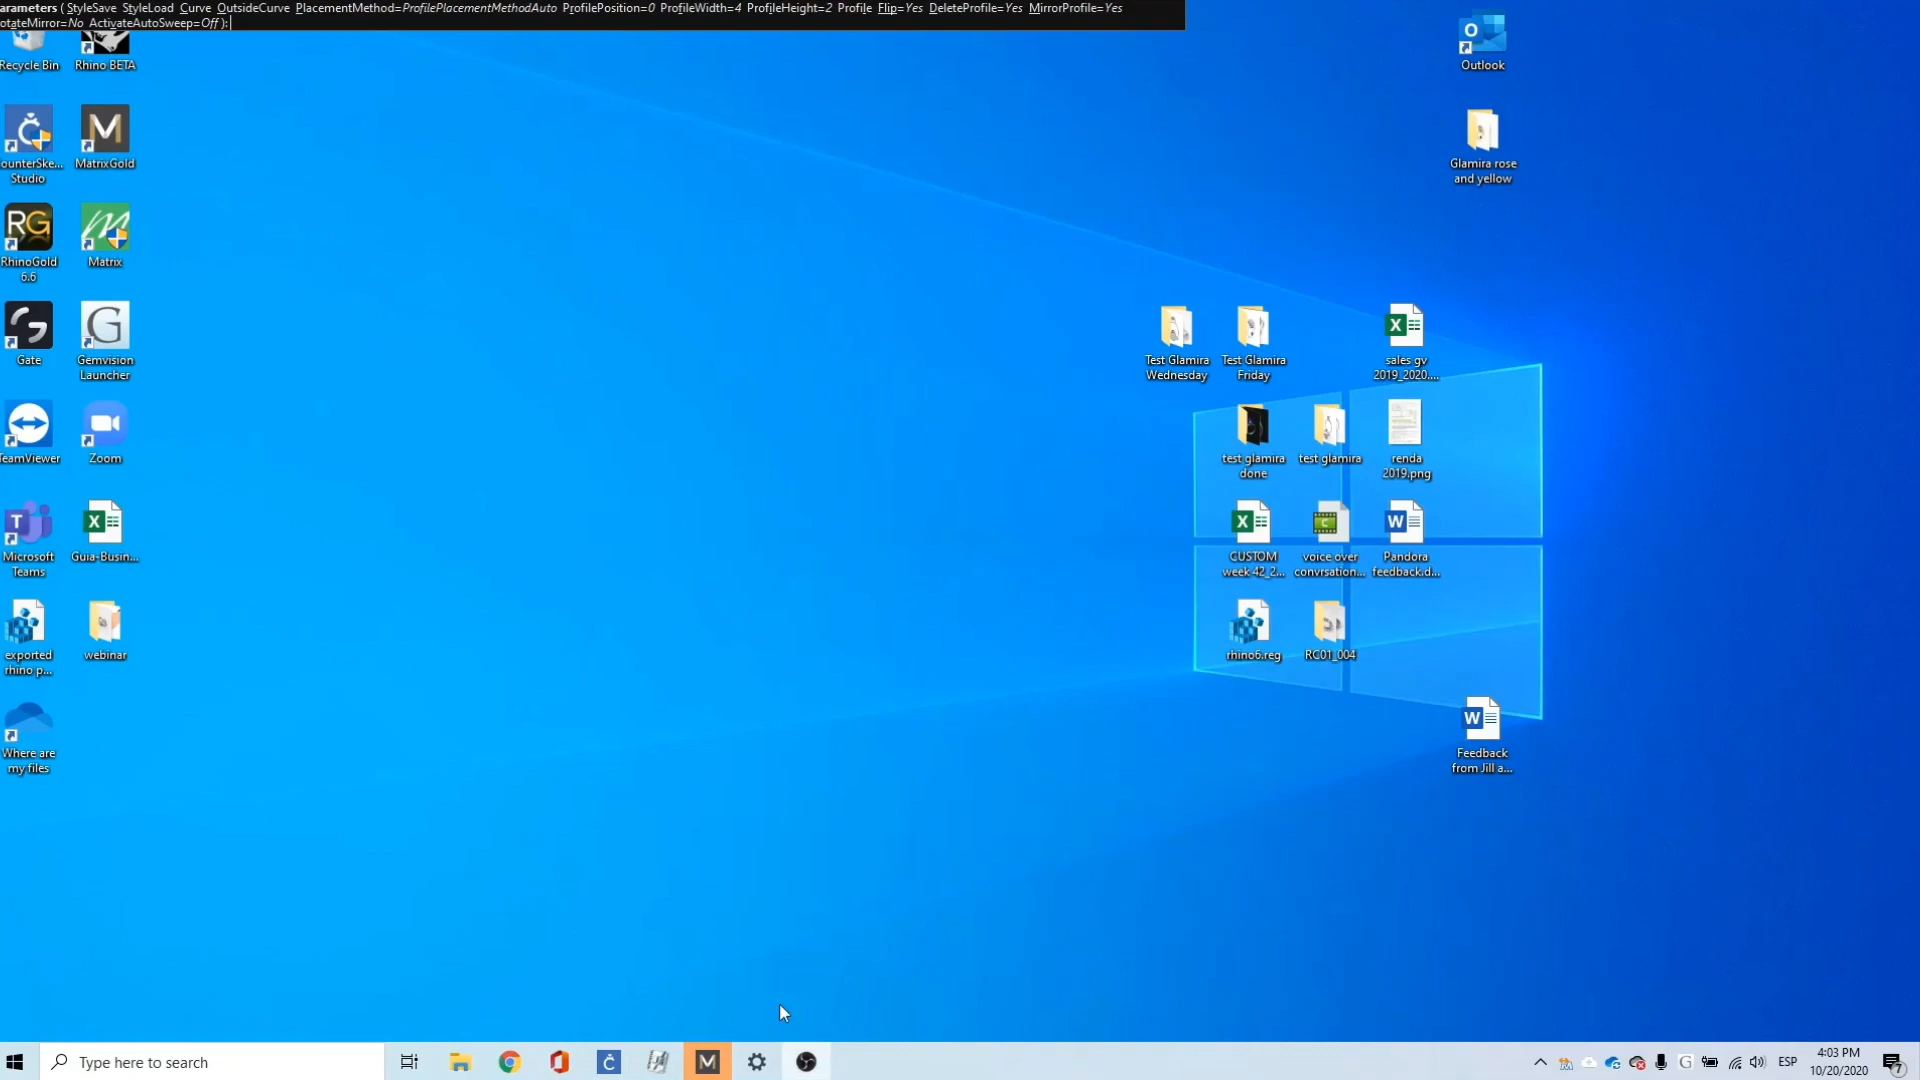 arameters ( StyleSave StyleLoad Curve OutsideCurve PlacementMethod=ProfilePlacementMethodAuto ProfilePosition=0 ProfileWidth=4 ProfileHeight=2 Profile Flip=Yes DeleteProfile=Yes MirrorProfile=Yes
otateMirror=No ActivateAutoSweep=Off ):
Recycle Bin
Rhino BETA
Outlook
ounterSke...
Studio
MatrixGold
Glamira rose
and yellow
RhinoGold
6.6
Matrix
Gate
Gemvision
Launcher
Test Glamira
Wednesday
Test Glamira
Friday
sales gv
2019_2020....
TeamViewer
Zoom
test glamira
done
test glamira
renda
2019.png
Microsoft
Teams
Guia-Busin...
CUSTOM
week 42_2...
voice over
convrsation...
Pandora
feedback.d...
exported
rhino p...
webinar
rhino6.reg
RC01_004
Where are
my files
Feedback
from Jill a...
Type here to search
ESP
4:03 PM
10/20/2020
7